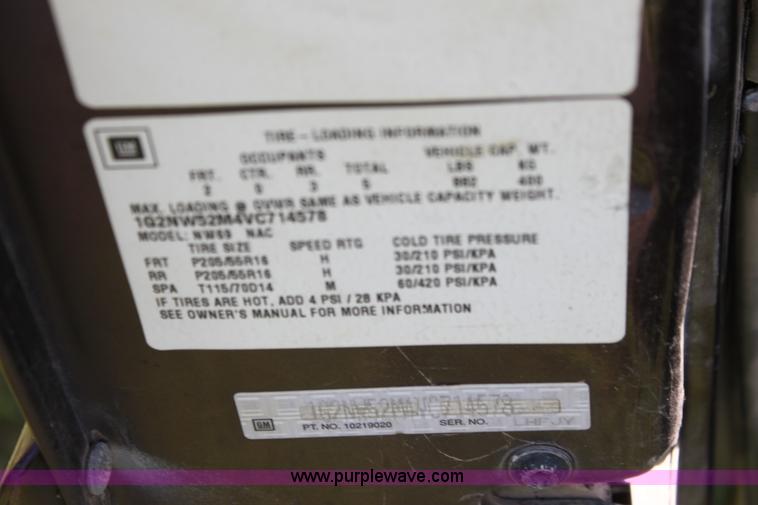 GM
TIRE - LOADING INFORMATION
OCCUPANTS VEHICLE CAP. WT.
FRT. CTR. RR. TOTAL LBS KG
2 0 3 5 882 400
MAX. LOADING @ GVWR SAME AS VEHICLE CAPACITY WEIGHT.
1G2NW52M4VC714578
MODEL: NW69 NAC
TIRE SIZE SPEED RTG COLD TIRE PRESSURE
FRT P205/55R16 H 30/210 PSI/KPA
RR P205/55R16 H 30/210 PSI/KPA
SPA T115/70D14 M 60/420 PSI/KPA
IF TIRES ARE HOT, ADD 4 PSI / 28 KPA
SEE OWNER'S MANUAL FOR MORE INFORMATION
1G2NW52M4VC714578
GM PT. NO. 10219020 SER. NO. LHFJY
www.purplewave.com